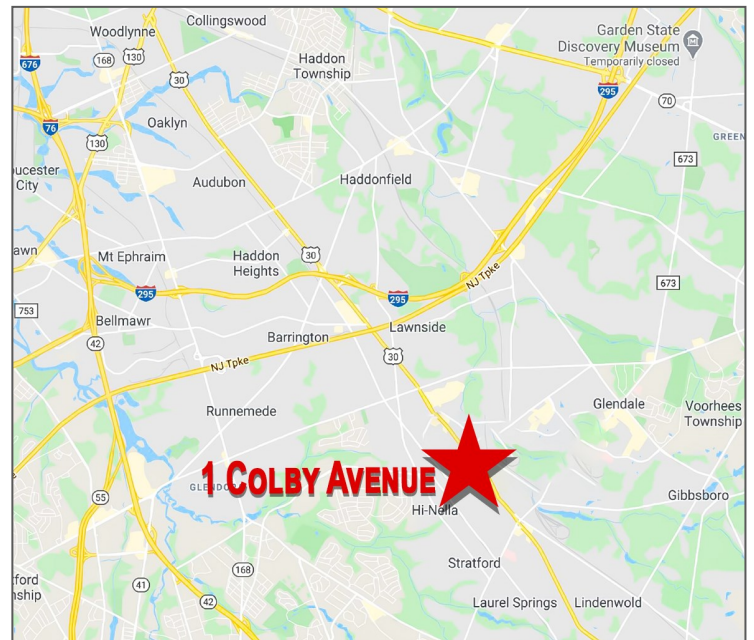 Collingswood
Woodlynne
Garden State
Discovery Museum
Temporarily closed
676
168
130
30
Haddon
Township
295
70
76
Oaklyn
130
GREEN
673
ucester
City
Audubon
Haddonfield
awn
Mt Ephraim
Haddon
Heights
30
NJ Tpke
673
295
295
753
Bellmawr
Lawnside
42
Barrington
30
NJ Tpke
Runnemede
Glendale
Voorhees
Township
1 COLBY AVENUE
55
Gibbsboro
Hi-Nella
Stratford
168
41
tford
nship
42
Laurel Springs
Lindenwold